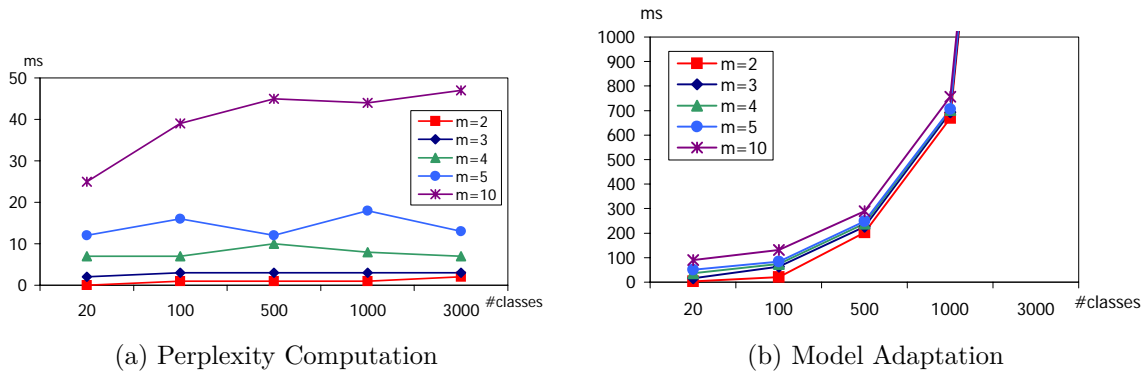 ms
50
40
30
20
10
0
20 100 500 1000 3000
#classes
m=2
m=3
m=4
m=5
m=10
(a) Perplexity Computation
ms
1000
900
800
700
600
500
400
300
200
100
0
20 100 500 1000 3000
#classes
m=2
m=3
m=4
m=5
m=10
(b) Model Adaptation